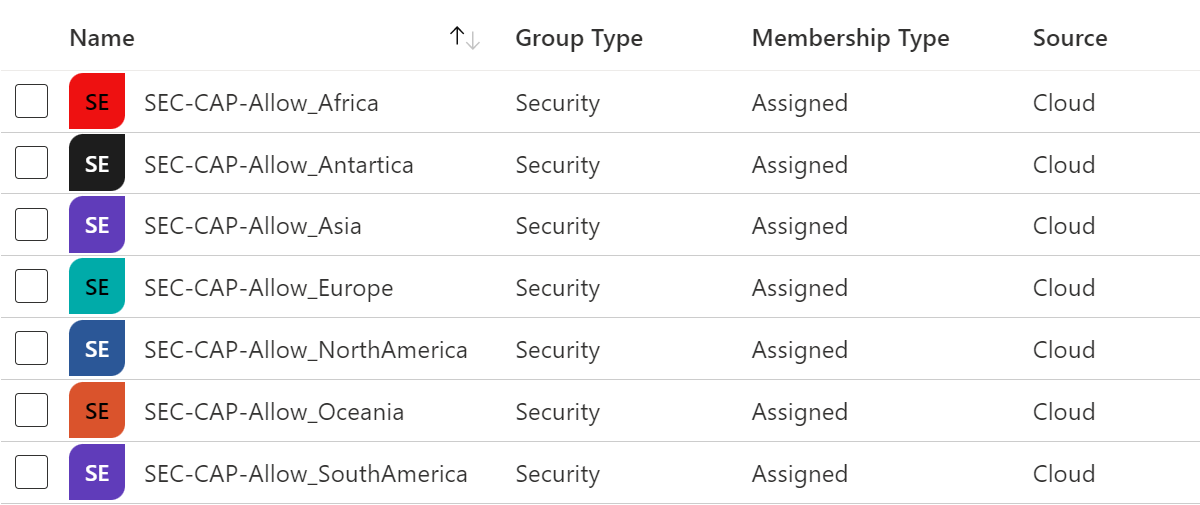 Name Group Type Membership Type Source
SE SEC-CAP-Allow_Africa Security Assigned Cloud
SE SEC-CAP-Allow_Antartica Security Assigned Cloud
SE SEC-CAP-Allow_Asia Security Assigned Cloud
SE SEC-CAP-Allow_Europe Security Assigned Cloud
SE SEC-CAP-Allow_NorthAmerica Security Assigned Cloud
SE SEC-CAP-Allow_Oceania Security Assigned Cloud
SE SEC-CAP-Allow_SouthAmerica Security Assigned Cloud